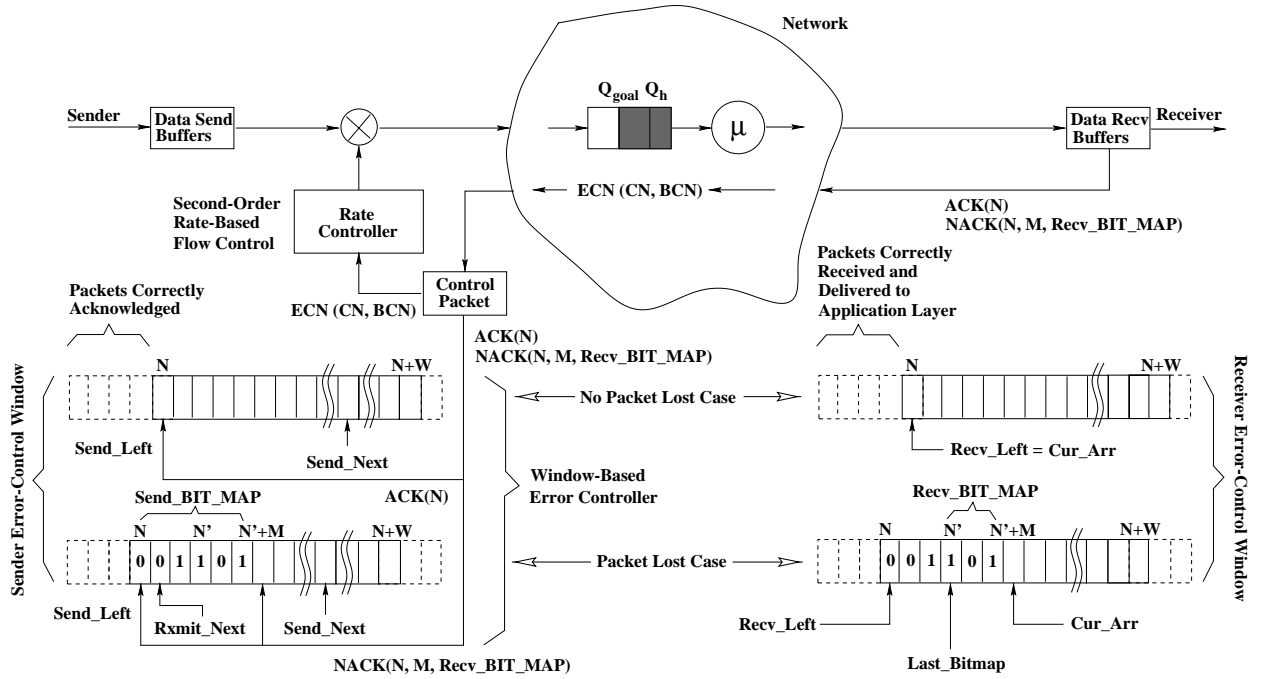 Network
Q_goal Q_h
Sender
Data Send
Buffers
μ
Data Recv
Buffers
Receiver
ECN (CN, BCN)
Second-Order
Rate-Based
Flow Control
Rate
Controller
ACK(N)
NACK(N, M, Recv_BIT_MAP)
Control
Packet
ECN (CN, BCN)
Packets Correctly
Acknowledged
Packets Correctly
Received and
Delivered to
Application Layer
ACK(N)
NACK(N, M, Recv_BIT_MAP)
N N+W
N N+W
No Packet Lost Case
Send_Left
Send_Next
Recv_Left = Cur_Arr
Sender Error-Control Window
Receiver Error-Control Window
Window-Based
Error Controller
ACK(N)
Send_BIT_MAP
N N' N'+M N+W
0 0 1 1 0 1
Recv_BIT_MAP
N N' N'+M N+W
0 0 1 1 0 1
Packet Lost Case
Send_Left
Rxmit_Next
Send_Next
Recv_Left
Cur_Arr
Last_Bitmap
NACK(N, M, Recv_BIT_MAP)